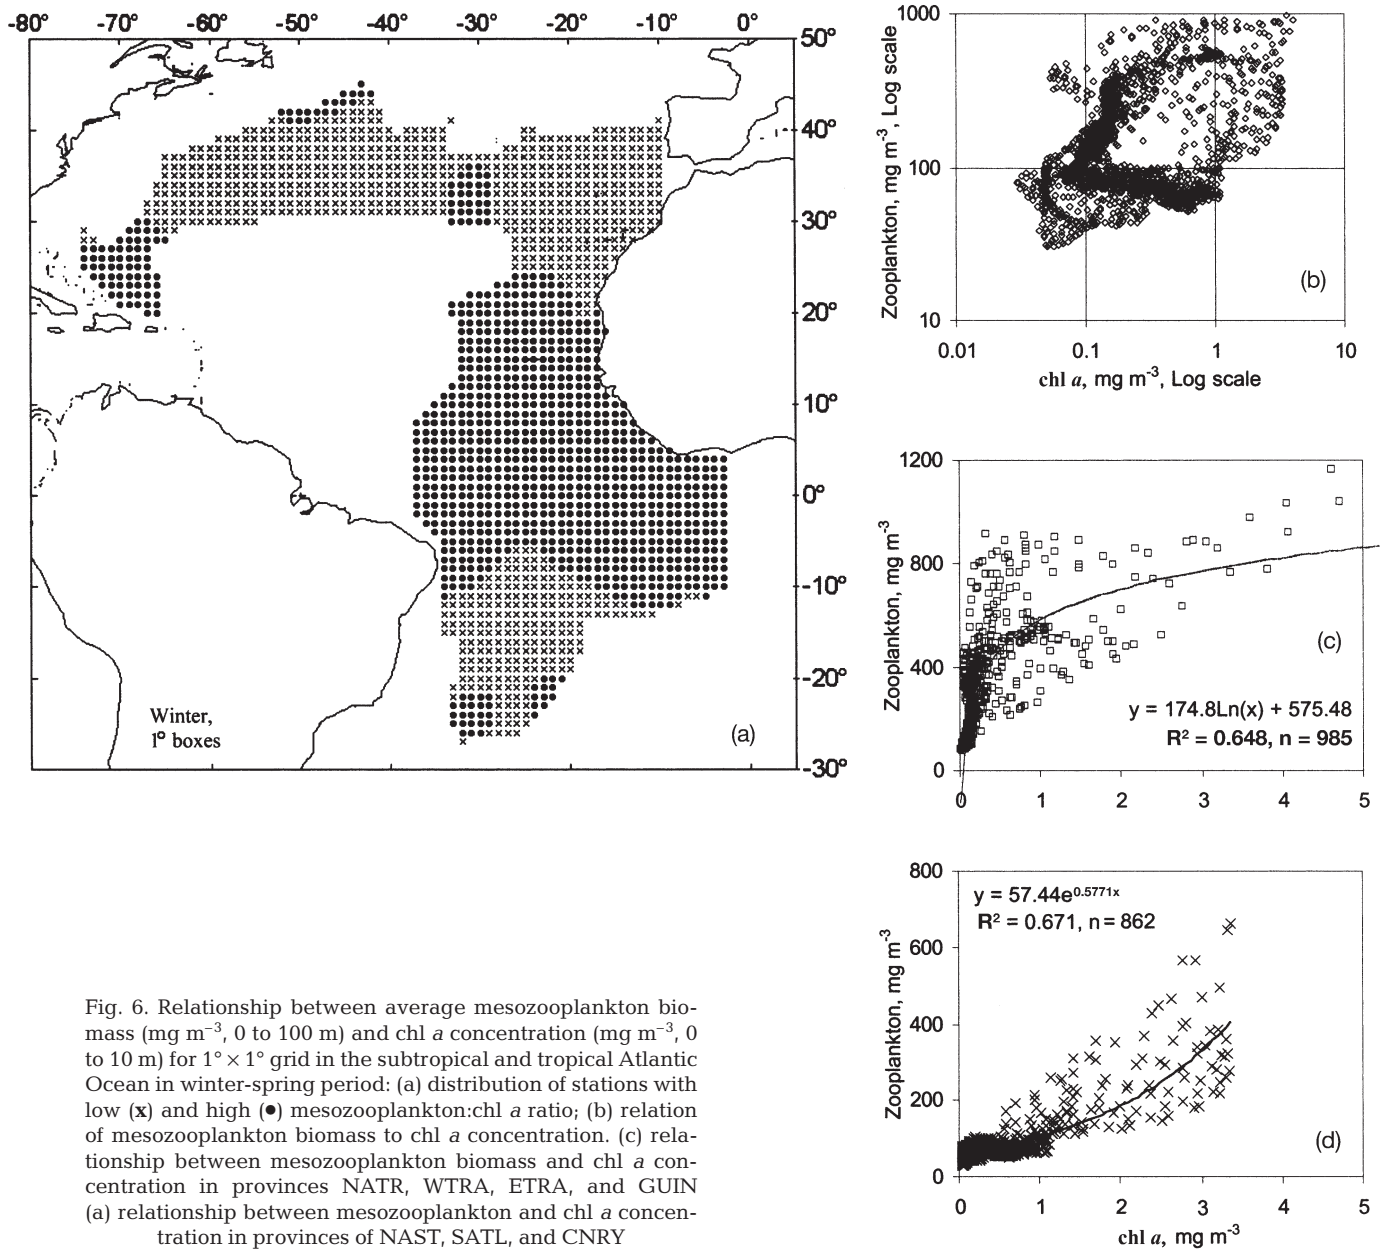 -80 -70° -60° -50° -40° -30° -20° -10° 0°
50°
40°
30°
20°
10°
0°
-10°
-20°
-30°
Winter,
1° boxes
(a)
1000
100
10
0.01 0.1 1 10
Zooplankton, mg m⁻³, Log scale
chl a, mg m⁻³, Log scale
(b)
1200
800
400
0
0 1 2 3 4 5
Zooplankton, mg m⁻³
(c)
y = 174.8Ln(x) + 575.48
R² = 0.648, n = 985
800
600
400
200
0
0 1 2 3 4 5
Zooplankton, mg m⁻³
y = 57.44e⁰·⁵⁷⁷¹ˣ
R² = 0.671, n = 862
(d)
chl a, mg m⁻³
Fig. 6. Relationship between average mesozooplankton bio-
mass (mg m⁻³, 0 to 100 m) and chl a concentration (mg m⁻³, 0
to 10 m) for 1° × 1° grid in the subtropical and tropical Atlantic
Ocean in winter-spring period: (a) distribution of stations with
low (x) and high (●) mesozooplankton:chl a ratio; (b) relation
of mesozooplankton biomass to chl a concentration. (c) rela-
tionship between mesozooplankton biomass and chl a con-
centration in provinces NATR, WTRA, ETRA, and GUIN
(a) relationship between mesozooplankton and chl a concen-
tration in provinces of NAST, SATL, and CNRY